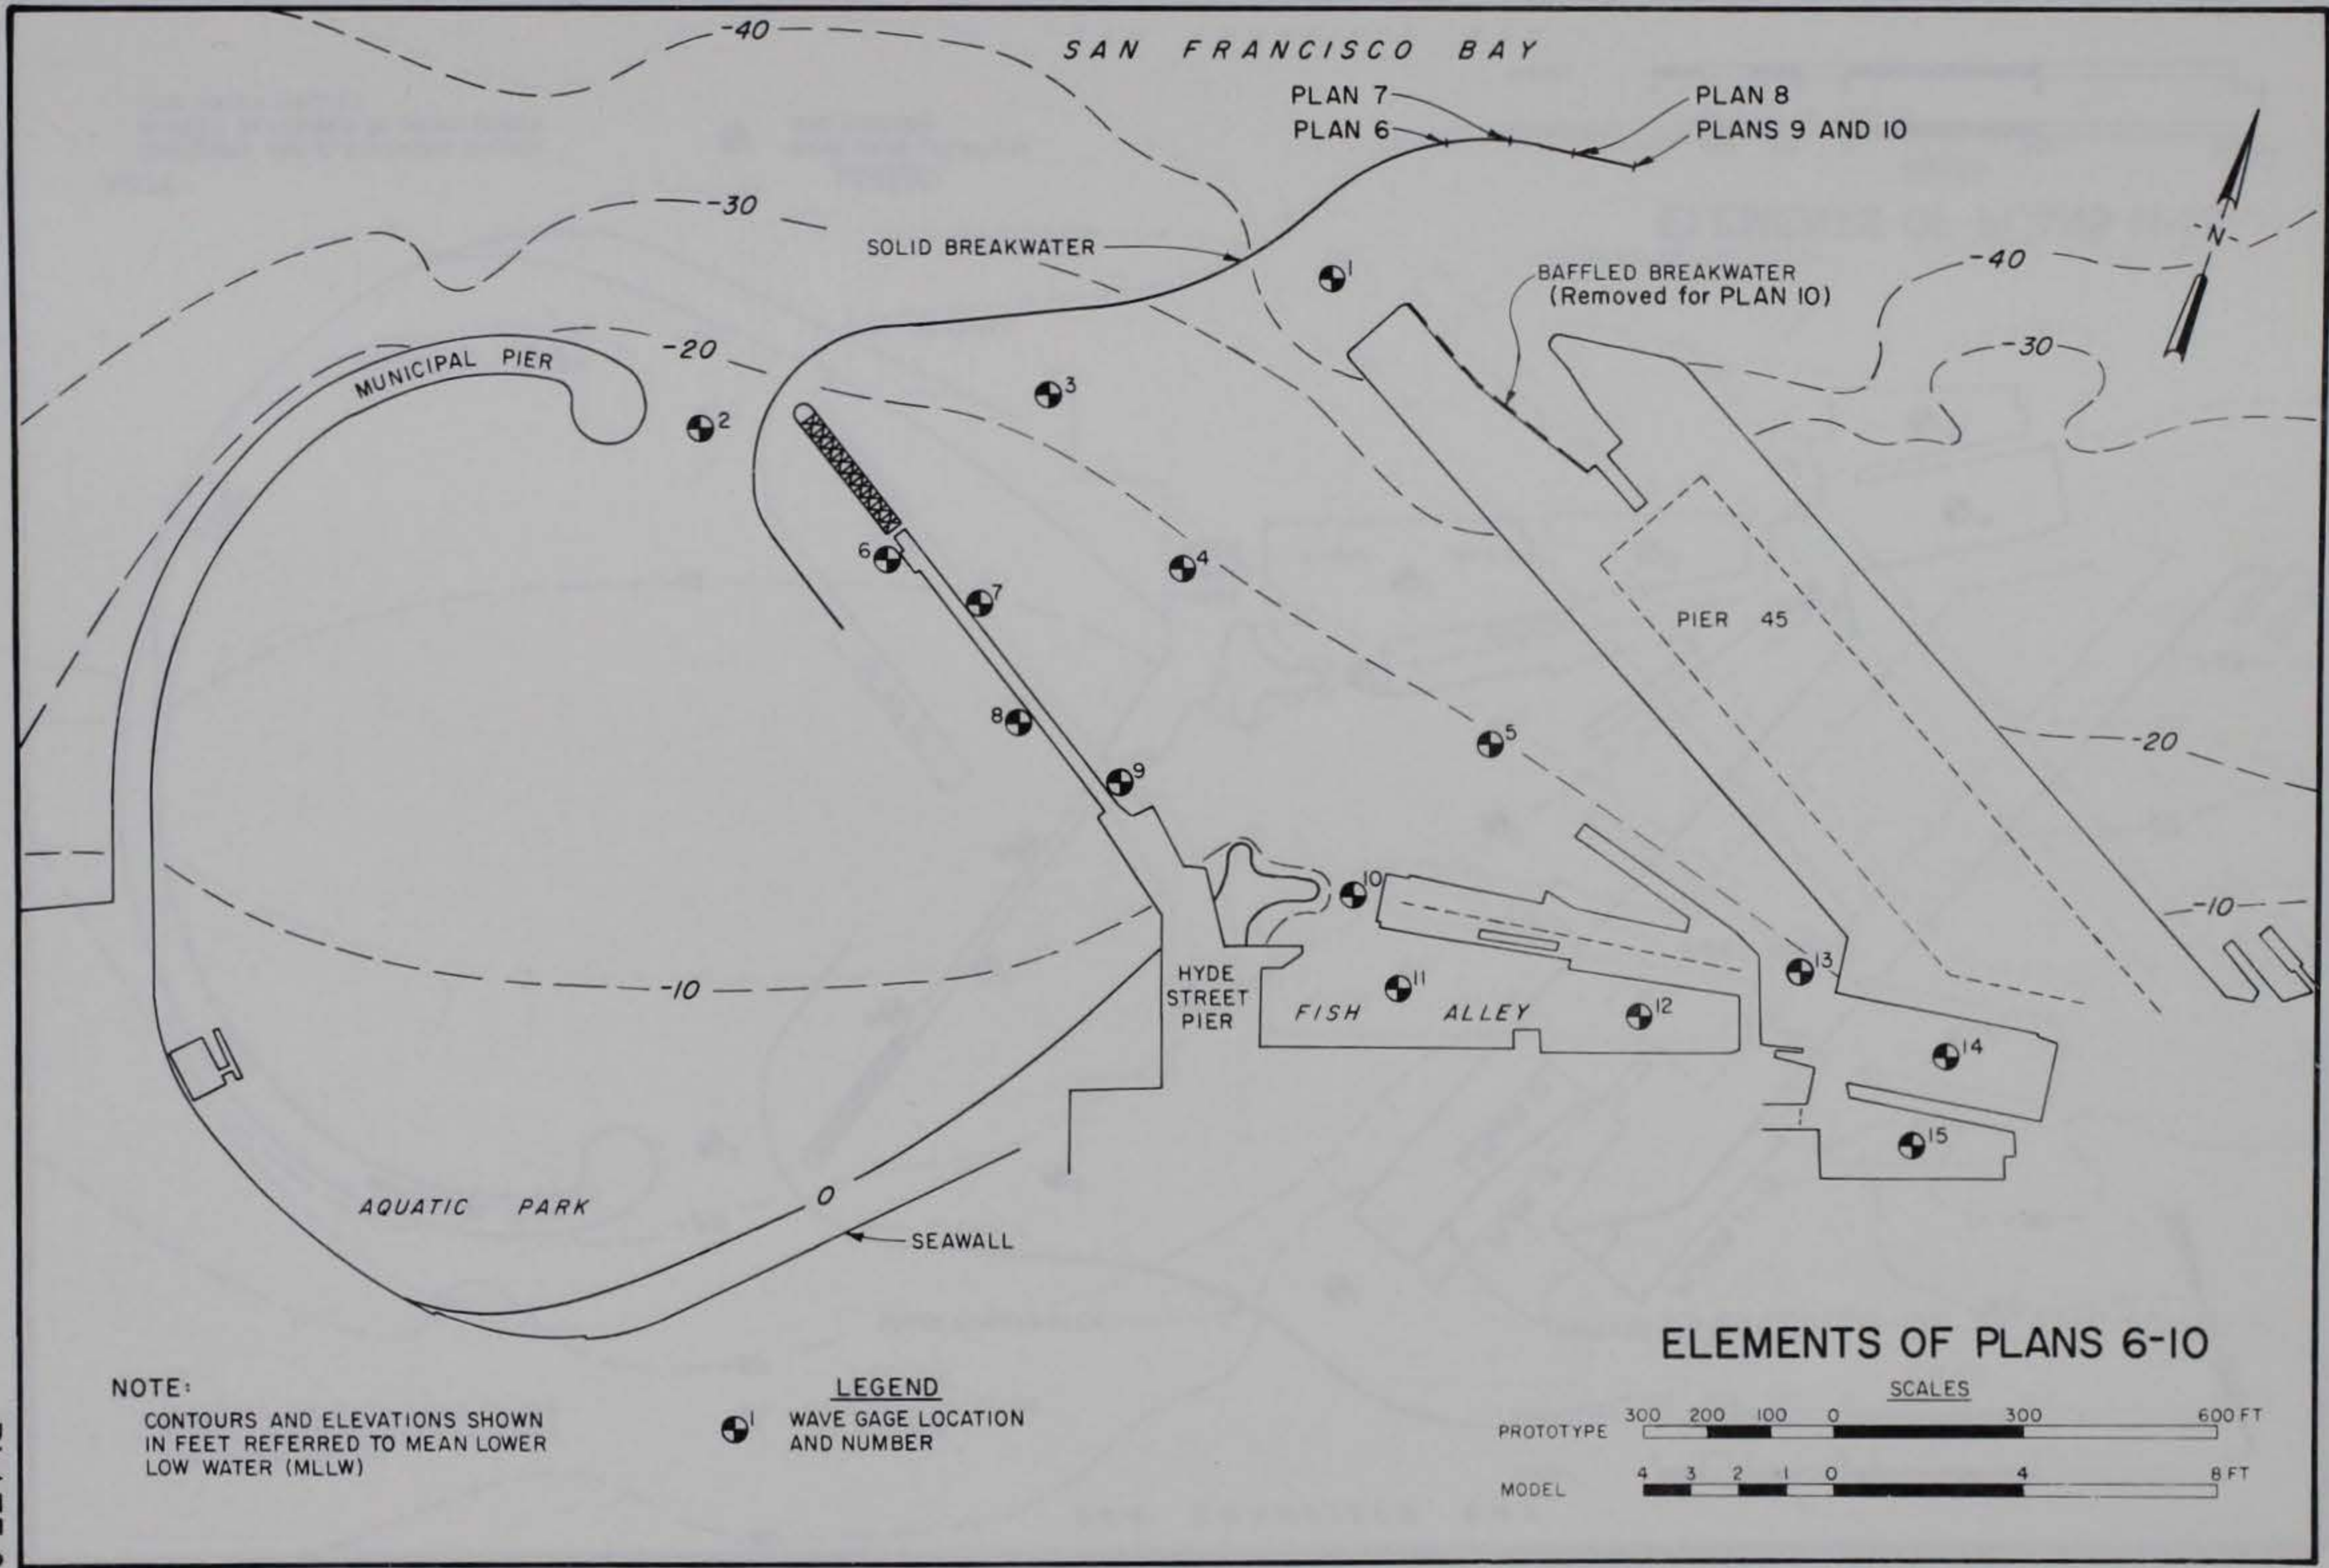 -40
SAN FRANCISCO BAY
PLAN 7
PLAN 8
PLAN 6
PLANS 9 AND 10
-30
SOLID BREAKWATER
N
1
BAFFLED BREAKWATER
(Removed for PLAN 10)
-40
-20
-30
MUNICIPAL PIER
2
3
6
4
7
PIER 45
8
5
-20
9
10
-10
13
HYDE
STREET
PIER
11
FISH ALLEY
12
-10
14
15
AQUATIC PARK
0
SEAWALL
ELEMENTS OF PLANS 6-10
NOTE:
CONTOURS AND ELEVATIONS SHOWN
IN FEET REFERRED TO MEAN LOWER
LOW WATER (MLLW)
LEGEND
1 WAVE GAGE LOCATION
AND NUMBER
SCALES
300 200 100 0 300 600 FT
PROTOTYPE
4 3 2 1 0 4 8 FT
MODEL